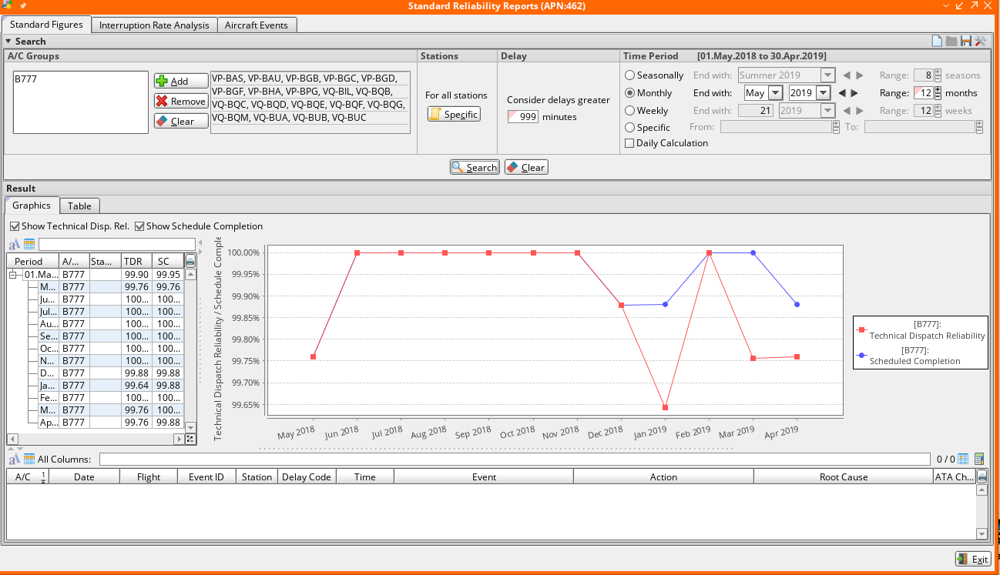 Standard Reliability Reports (APN:462)
Standard Figures Interruption Rate Analysis Aircraft Events
Search
A/C Groups Stations Delay Time Period [01.May.2018 to 30.Apr.2019]
B777
Add
Remove
Clear
VP-BAS, VP-BAU, VP-BGB, VP-BGC, VP-BGD,
VP-BGF, VP-BHA, VP-BPG, VQ-BIL, VQ-BQB,
VQ-BQC, VQ-BQD, VQ-BQE, VQ-BQF, VQ-BQG,
VQ-BQM, VQ-BUA, VQ-BUB, VQ-BUC
For all stations
Specific
Consider delays greater
999 minutes
Seasonally End with: Summer 2019 Range: 8 seasons
Monthly End with: May 2019 Range: 12 months
Weekly End with: 21 2019 Range: 12 weeks
Specific From: To:
Daily Calculation
Search Clear
Result
Graphics Table
Show Technical Disp. Rel. Show Schedule Completion
Period A/... Sta... TDR SC
01.Ma... B777 99.90 99.95
M... B777 99.76 99.76
Ju... B777 100... 100...
Jul... B777 100... 100...
Au... B777 100... 100...
Se... B777 100... 100...
Oc... B777 100... 100...
N... B777 100... 100...
D... B777 99.88 99.88
Ja... B777 99.64 99.88
Fe... B777 100... 100...
M... B777 99.76 100...
Ap... B777 99.76 99.88
Technical Dispatch Reliability / Schedule Comple
100.00%
99.95%
99.90%
99.85%
99.80%
99.75%
99.70%
99.65%
May 2018 Jun 2018 Jul 2018 Aug 2018 Sep 2018 Oct 2018 Nov 2018 Dec 2018 Jan 2019 Feb 2019 Mar 2019 Apr 2019
[B777]:
Technical Dispatch Reliability
[B777]:
Scheduled Completion
All Columns: 0 / 0
A/C 1 Date Flight Event ID Station Delay Code Time Event Action Root Cause ATA Ch...
Exit